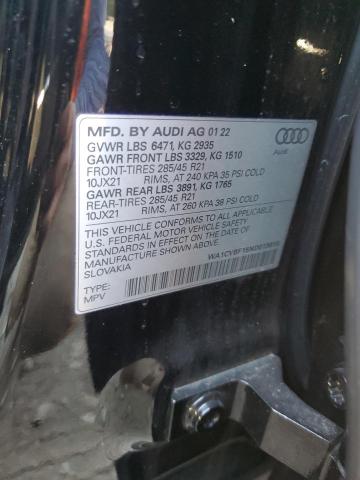 MFD. BY AUDI AG 01 22
GVWR LBS 6471, KG 2935
GAWR FRONT LBS 3329, KG 1510
FRONT-TIRES 285/45 R21
10JX21 RIMS, AT 240 KPA 35 PSI COLD
GAWR REAR LBS 3891, KG 1765
REAR-TIRES 285/45 R21
10JX21 RIMS, AT 260 KPA 38 PSI COLD
THIS VEHICLE CONFORMS TO ALL APPLICABLE
U.S. FEDERAL MOTOR VEHICLE SAFETY
STANDARDS IN EFFECT ON THE DATE OF
MANUFACTURE SHOWN ABOVE.
SLOVAKIA
TYPE:
MPV
Audi